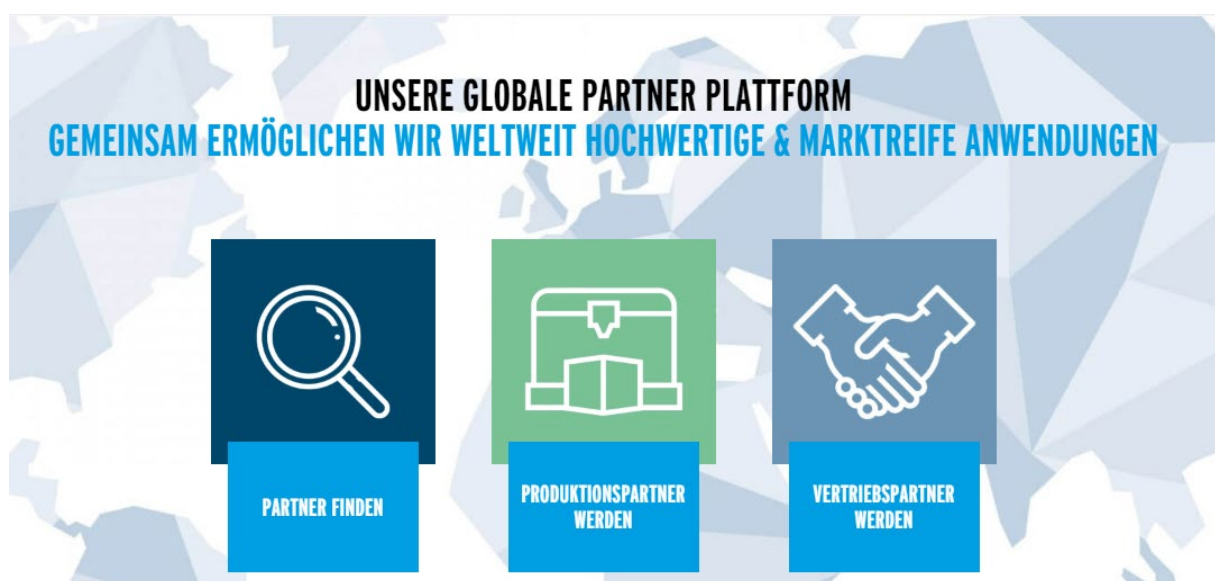 UNSERE GLOBALE PARTNER PLATTFORM
GEMEINSAM ERMÖGLICHEN WIR WELTWEIT HOCHWERTIGE & MARKTREIFE ANWENDUNGEN
PARTNER FINDEN
PRODUKTIONSPARTNER
WERDEN
VERTRIEBSPARTNER
WERDEN